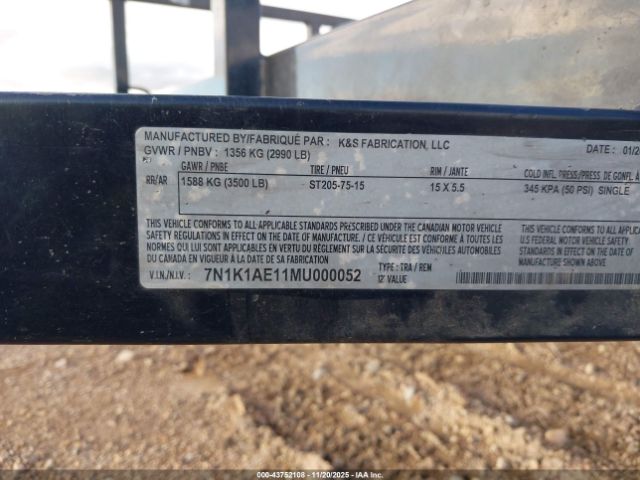 MANUFACTURED BY/FABRIQUÉ PAR : K&S FABRICATION, LLC
GVWR / PNBV : 1356 KG (2990 LB) DATE : 01/2
GAWR / PNBE TIRE / PNEU RIM / JANTE COLD INFL. PRESS/PRESS. DE GONFL. À
RR/AR 1588 KG (3500 LB) ST205-75-15 15 X 5.5 345 KPA (50 PSI) SINGLE
THIS VEHICLE CONFORMS TO ALL APPLICABLE STANDARDS PRESCRIBED UNDER THE CANADIAN MOTOR VEHICLE
SAFETY REGULATIONS IN EFFECT ON THE DATE OF MANUFACTURE. / CE VÉHICULE EST CONFORME À TOUTES
LES NORMES QUI LUI SONT APPLICABLES EN VERTU DU RÈGLEMENT SUR LA SÉCURITÉ DES VÉHICULES AUTOMOBILES
DU CANADA EN VIGUEUR À LA DATE DE SA FABRICATION
THIS VEHICLE CONFORMS TO ALL APPLICABLE
U.S FEDERAL MOTOR VEHICLE SAFETY
STANDARDS IN EFFECT ON THE DATE OF
MANUFACTURE SHOWN ABOVE.
V.I.N./N.I.V.: 7N1K1AE11MU000052 TYPE : TRA / REM
12' VALUE
000-43752108 - 11/20/2025 - IAAI.COM